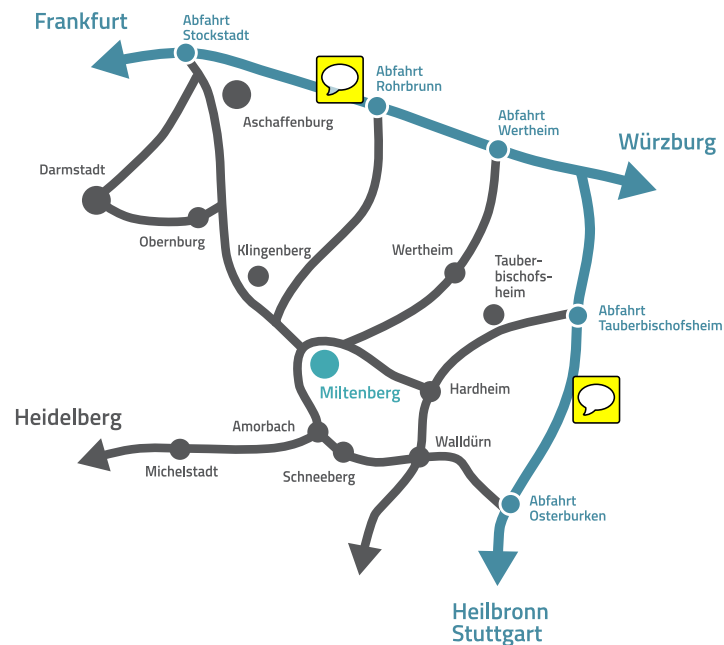 Frankfurt
Abfahrt
Stockstadt
Abfahrt
Rohrbrunn
Aschaffenburg
Abfahrt
Wertheim
Würzburg
Darmstadt
Obernburg
Klingenberg
Wertheim
Tauber-
bischofs-
heim
Abfahrt
Tauberbischofsheim
Miltenberg
Hardheim
Heidelberg
Amorbach
Walldürn
Michelstadt
Schneeberg
Abfahrt
Osterburken
Heilbronn
Stuttgart